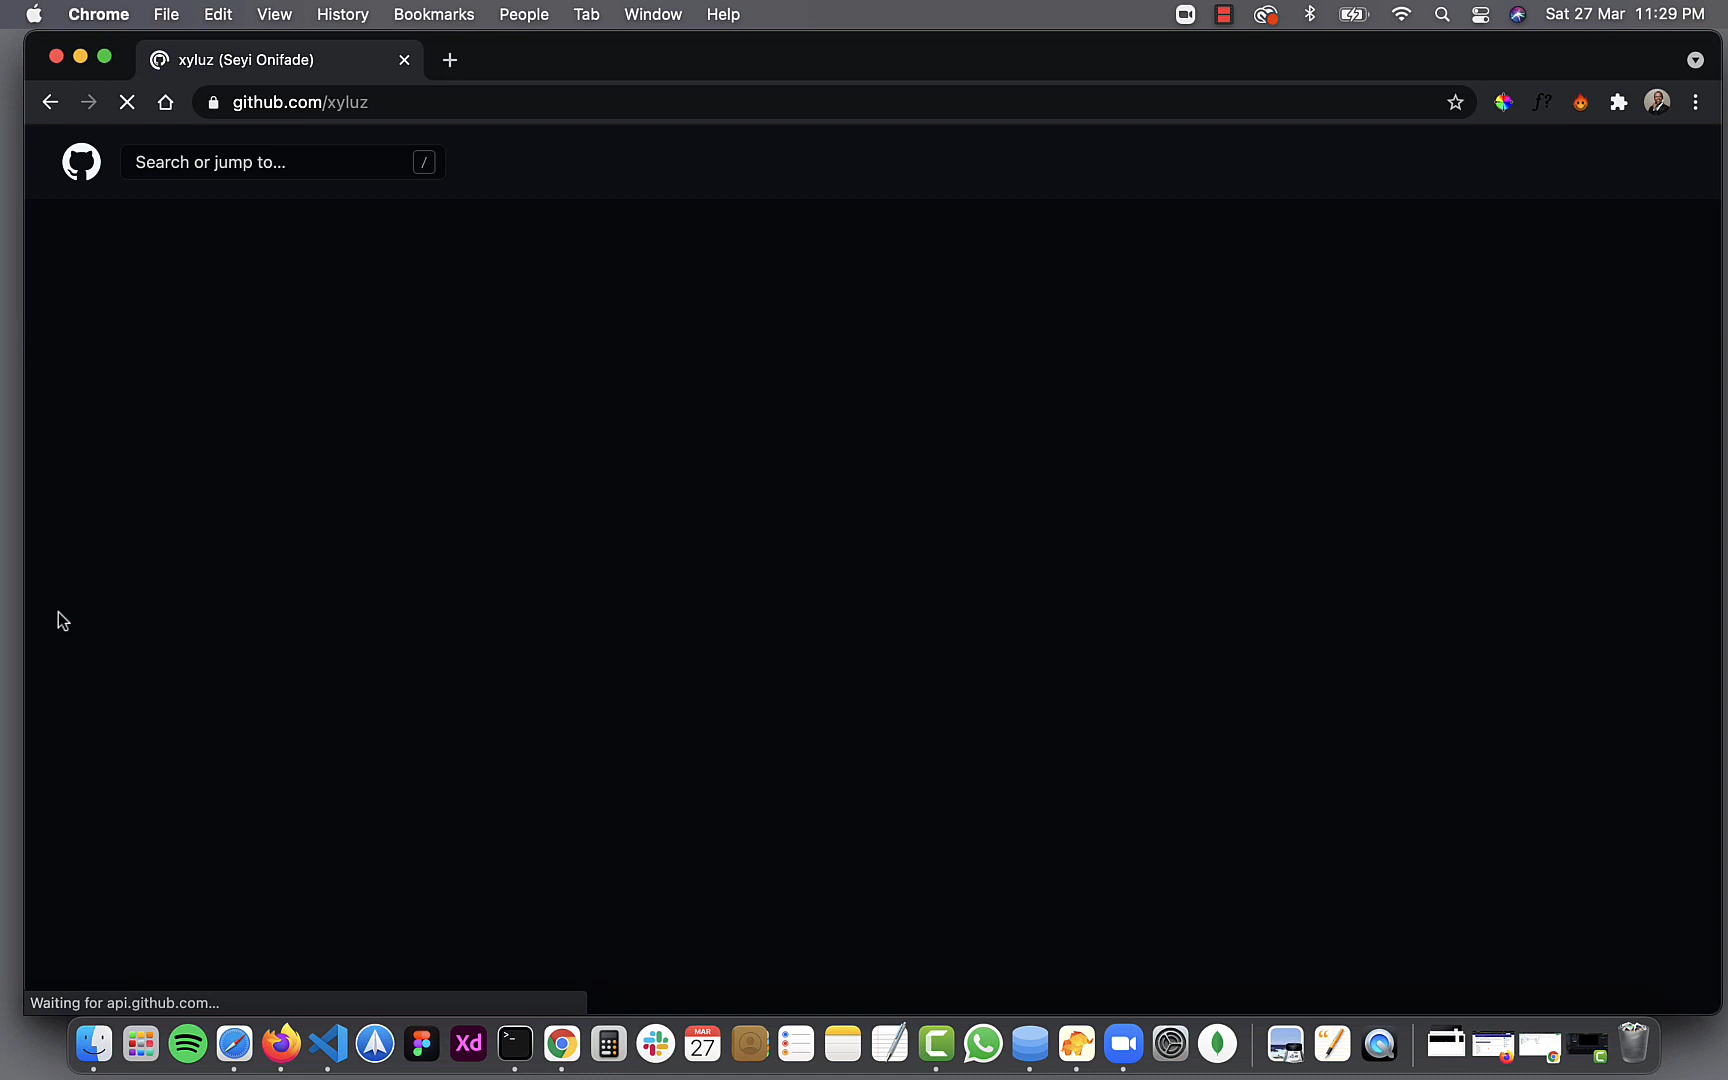 Chrome File Edit View History Bookmarks People Tab Window Help Sat 27 Mar 11:29 PM
xyluz (Seyi Onifade)
github.com/xyluz
f?
Search or jump to... /
Waiting for api.github.com...
Xd
>_
MAR
27